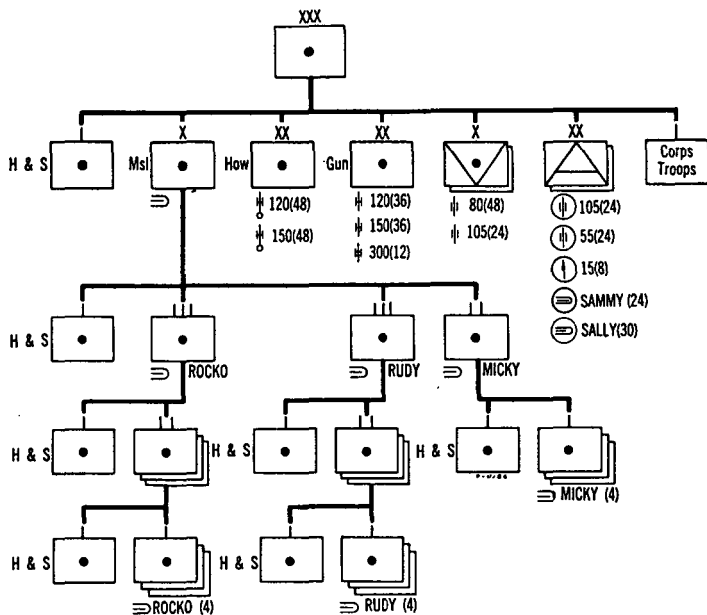 XXX
X XX XX X XX
H & S Msl How Gun Corps Troops
120(48) 120(36) 80(48) 105(24)
150(48) 150(36) 105(24) 55(24)
300(12) 15(8)
SAMMY (24)
SALLY(30)
H & S ROCKO RUDY MICKY
H & S H & S H & S
MICKY (4)
H & S H & S
ROCKO (4) RUDY (4)